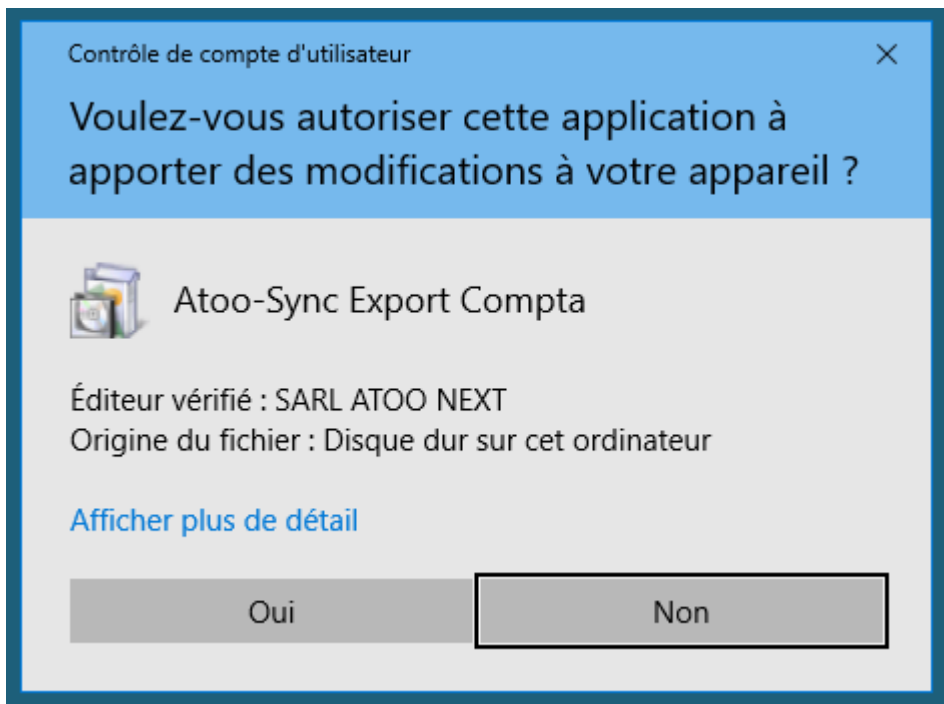 Contrôle de compte d'utilisateur
Voulez-vous autoriser cette application à
apporter des modifications à votre appareil ?
Atoo-Sync Export Compta
Éditeur vérifié : SARL ATOO NEXT
Origine du fichier : Disque dur sur cet ordinateur
Afficher plus de détail
Oui Non